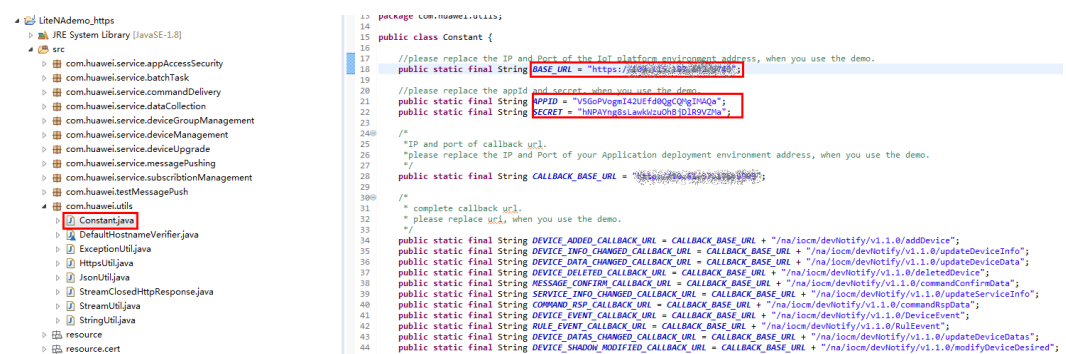 LiteNAdemo_https
JRE System Library [JavaSE-1.8]
src
com.huawei.service.appAccessSecurity
com.huawei.service.batchTask
com.huawei.service.commandDelivery
com.huawei.service.dataCollection
com.huawei.service.deviceGroupManagement
com.huawei.service.deviceManagement
com.huawei.service.deviceUpgrade
com.huawei.service.messagePushing
com.huawei.service.subscribtionManagement
com.huawei.testMessagePush
com.huawei.utils
Constant.java
DefaultHostnameVerifier.java
ExceptionUtil.java
HttpsUtil.java
JsonUtil.java
StreamClosedHttpResponse.java
StreamUtil.java
StringUtil.java
resource
resource.cert
13 package com.huawei.utils;
14
15 public class Constant {
16
17 //please replace the IP and Port of the IoT platform environment address, when you use the demo.
18 public static final String BASE_URL = "https://
19
20 //please replace the appId and secret, when you use the demo.
21 public static final String APPID = "V5GoPVogmI42UEfd0QgCQMgIMAQa";
22 public static final String SECRET = "hNPAYng8sLawkWzuOhBjDlR9VZMa";
23
24 /*
25 *IP and port of callback url.
26 *please replace the IP and Port of your Application deployment environment address, when you use the demo.
27 */
28 public static final String CALLBACK_BASE_URL = "
29
30 /*
31 * complete callback url.
32 * please replace uri, when you use the demo.
33 */
34 public static final String DEVICE_ADDED_CALLBACK_URL = CALLBACK_BASE_URL + "/na/iocm/devNotify/v1.1.0/addDevice";
35 public static final String DEVICE_INFO_CHANGED_CALLBACK_URL = CALLBACK_BASE_URL + "/na/iocm/devNotify/v1.1.0/updateDeviceInfo";
36 public static final String DEVICE_DATA_CHANGED_CALLBACK_URL = CALLBACK_BASE_URL + "/na/iocm/devNotify/v1.1.0/updateDeviceData";
37 public static final String DEVICE_DELETED_CALLBACK_URL = CALLBACK_BASE_URL + "/na/iocm/devNotify/v1.1.0/deletedDevice";
38 public static final String MESSAGE_CONFIRM_CALLBACK_URL = CALLBACK_BASE_URL + "/na/iocm/devNotify/v1.1.0/commandConfirmData";
39 public static final String SERVICE_INFO_CHANGED_CALLBACK_URL = CALLBACK_BASE_URL + "/na/iocm/devNotify/v1.1.0/updateServiceInfo";
40 public static final String COMMAND_RSP_CALLBACK_URL = CALLBACK_BASE_URL + "/na/iocm/devNotify/v1.1.0/commandRspData";
41 public static final String DEVICE_EVENT_CALLBACK_URL = CALLBACK_BASE_URL + "/na/iocm/devNotify/v1.1.0/DeviceEvent";
42 public static final String RULE_EVENT_CALLBACK_URL = CALLBACK_BASE_URL + "/na/iocm/devNotify/v1.1.0/RulEevent";
43 public static final String DEVICE_DATAS_CHANGED_CALLBACK_URL = CALLBACK_BASE_URL + "/na/iocm/devNotify/v1.1.0/updateDeviceDatas";
44 public static final String DEVICE_SHADOW_MODIFIED_CALLBACK_URL = CALLBACK_BASE_URL + "/na/iocm/devNotify/v1.1.0/modifyDeviceDesired";